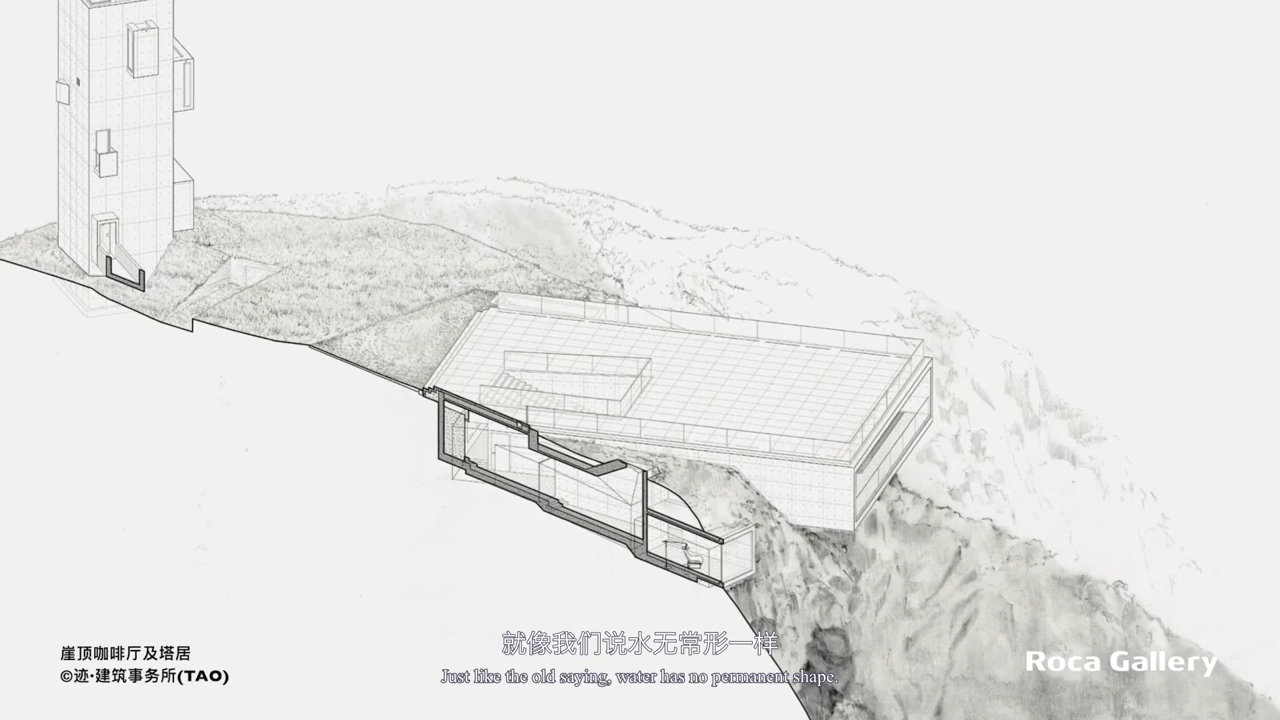 就像我们说水无常形一样
Just like the old saying, water has no permanent shape.
崖顶咖啡厅及塔居
©迹·建筑事务所(TAO)
Roca Gallery